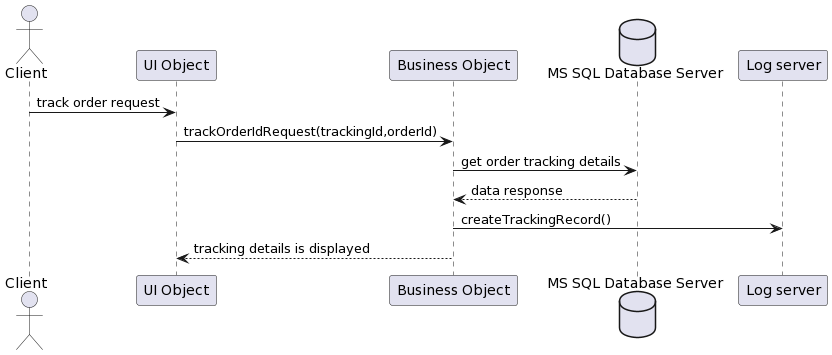 Client
UI Object
Business Object
MS SQL Database Server
Log server
track order request
trackOrderIdRequest(trackingId,orderId)
get order tracking details
data response
createTrackingRecord()
tracking details is displayed
Client
UI Object
Business Object
MS SQL Database Server
Log server